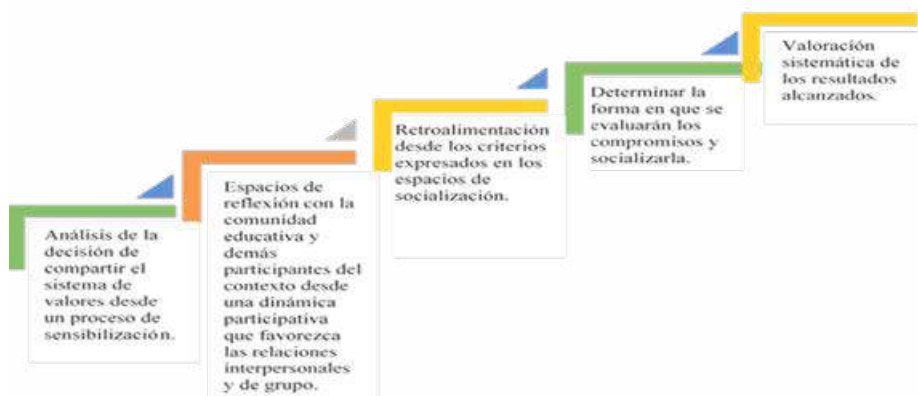 Análisis de la
decisión de
compartir el
sistema de
valores desde
un proceso de
sensibilización.
Espacios de
reflexión con la
comunidad
educativa y
demás
participantes del
contexto desde
una dinámica
participativa
que favorezca
las relaciones
interpersonales
y de grupo.
Retroalimentación
desde los criterios
expresados en los
espacios de
socialización.
Determinar la
forma en que se
evaluarán los
compromisos y
socializarla.
Valoración
sistemática de
los resultados
alcanzados.